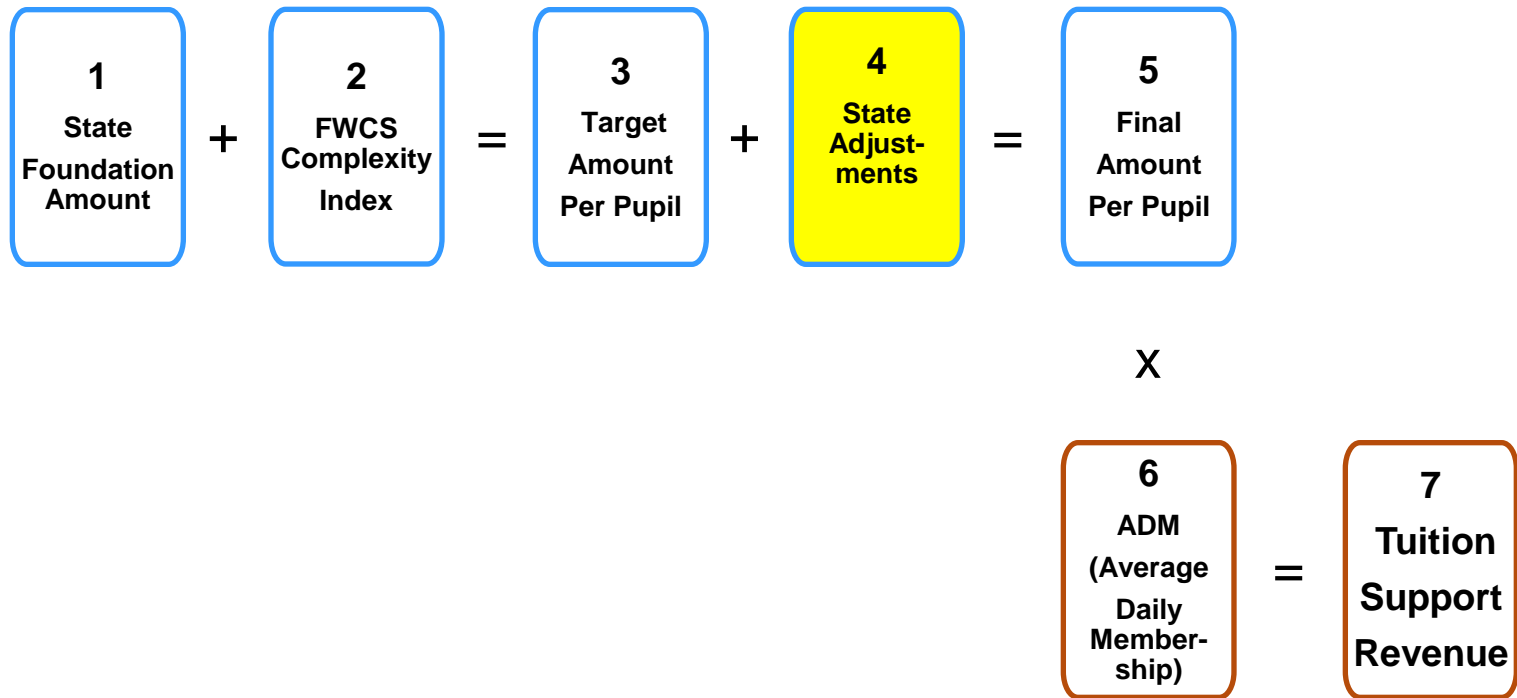 1
State
Foundation
Amount
+
2
FWCS
Complexity
Index
=
3
Target
Amount
Per Pupil
+
4
State
Adjust-
ments
=
5
Final
Amount
Per Pupil
x
6
ADM
(Average
Daily
Member-
ship)
=
7
Tuition
Support
Revenue